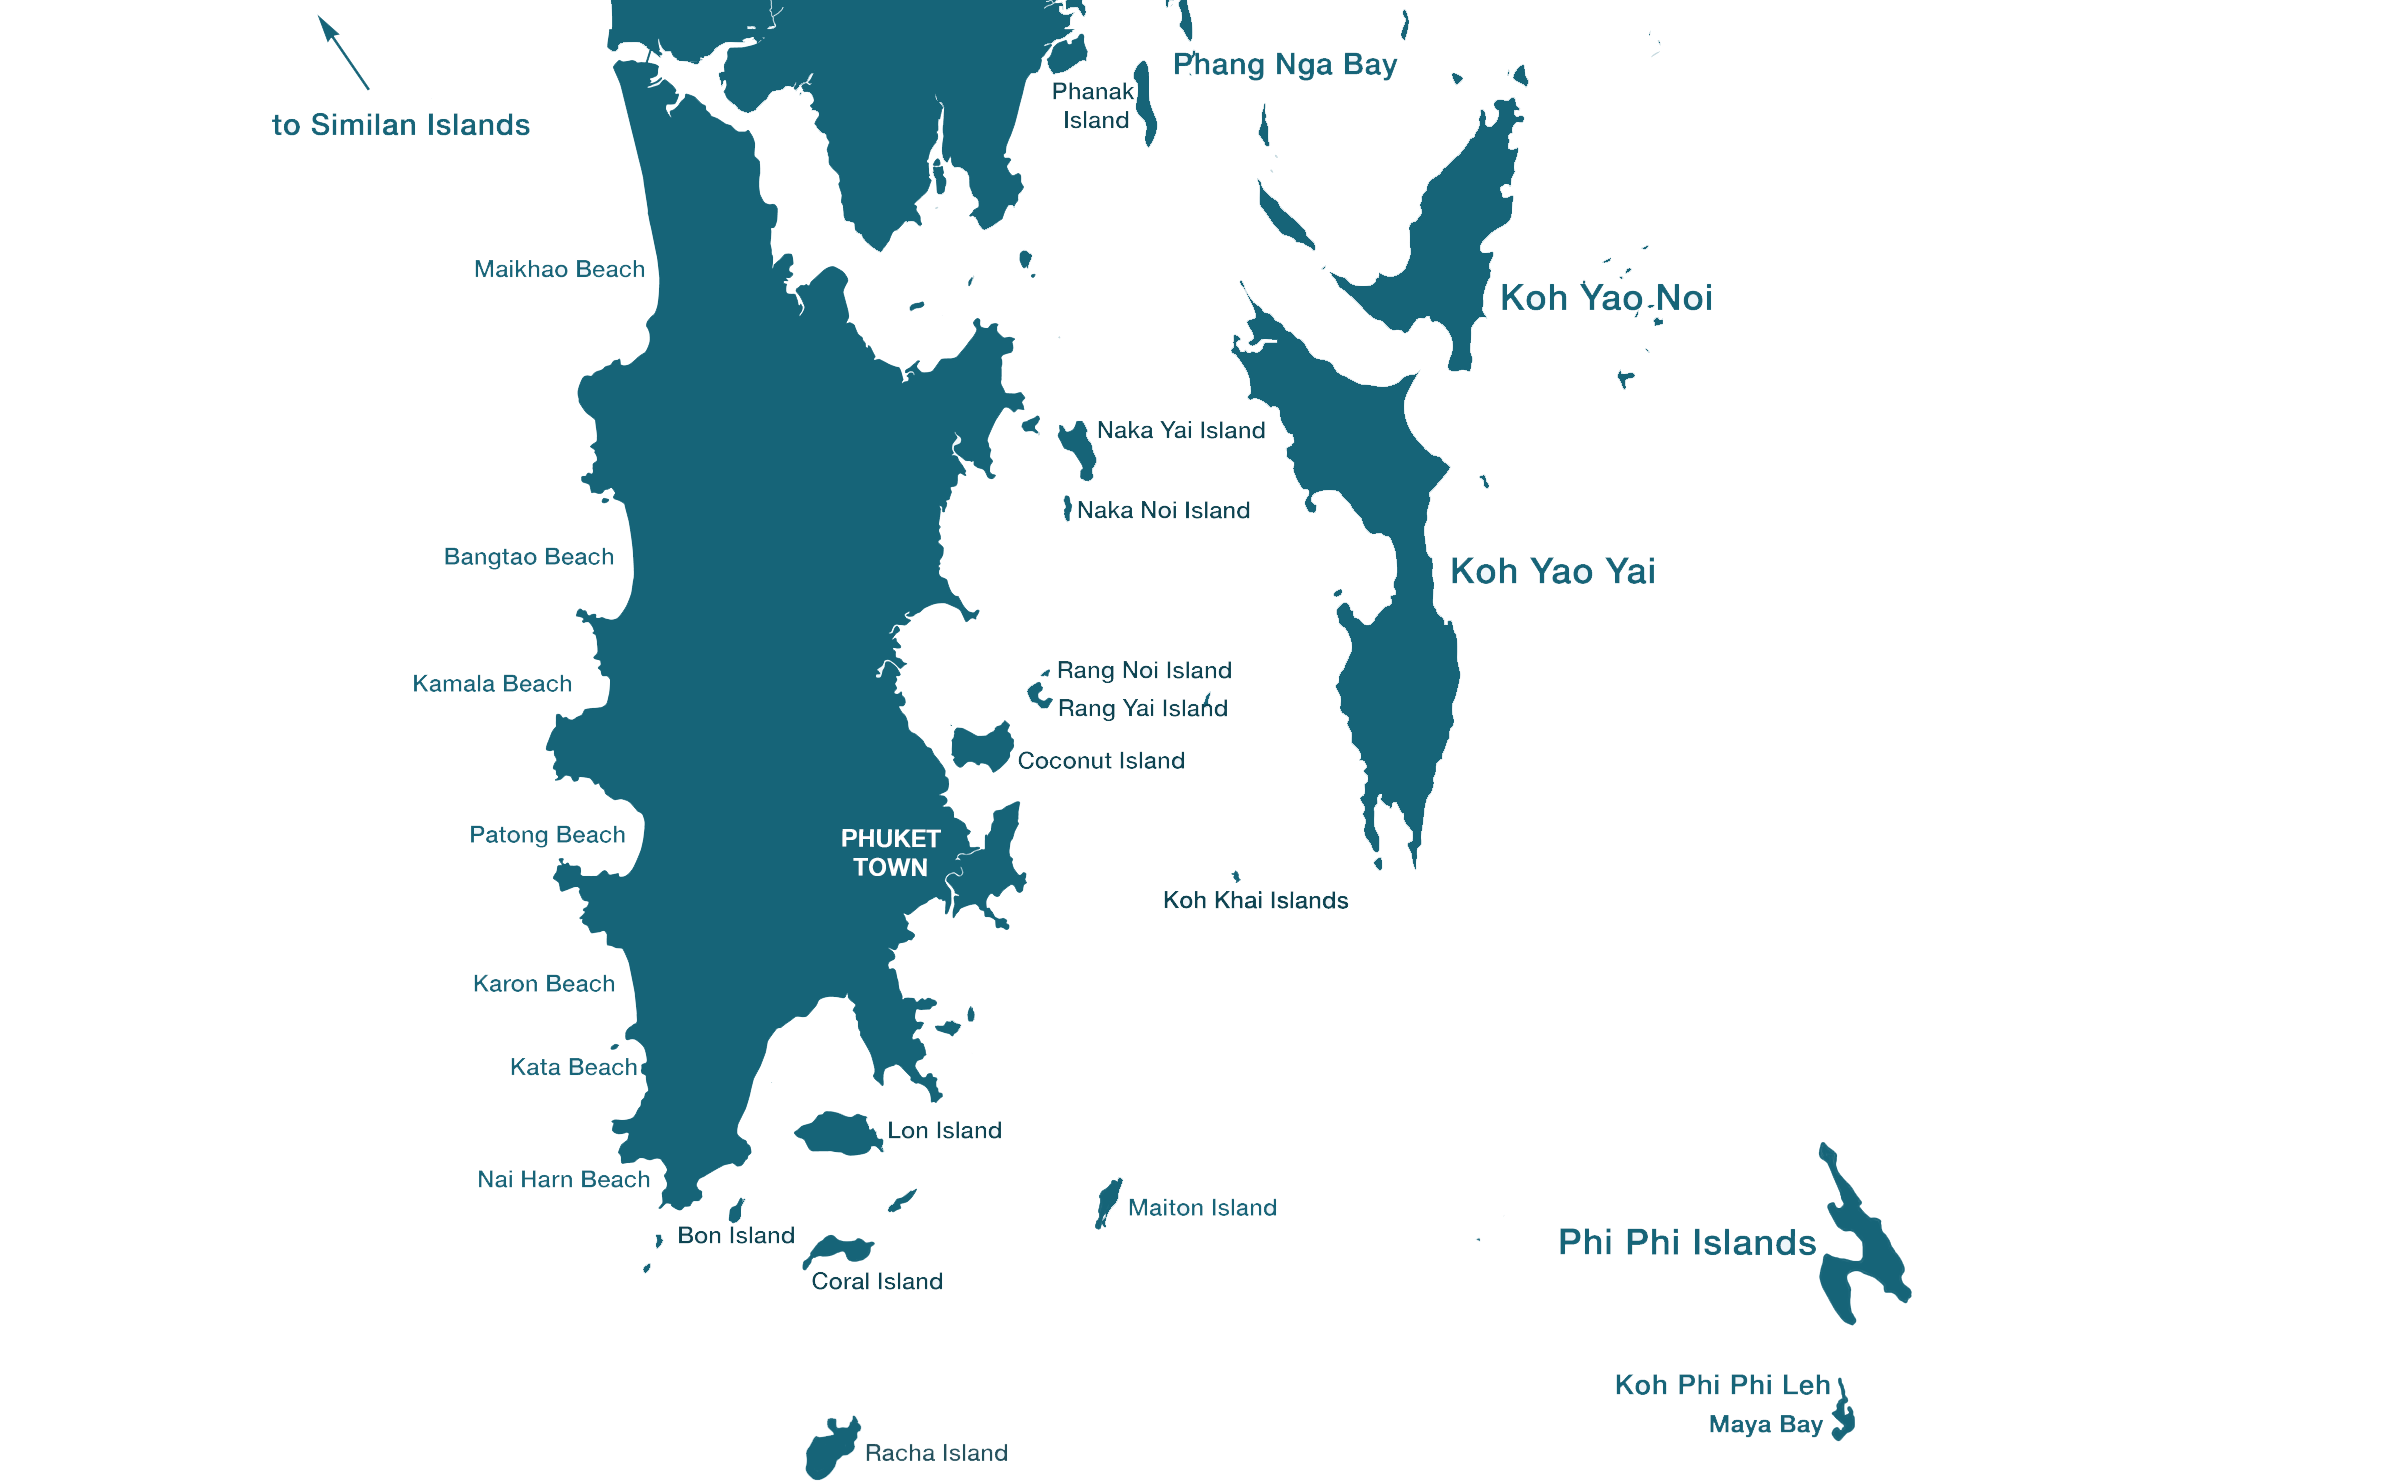 Phang Nga Bay
Phanak
Island
to Similan Islands
Maikhao Beach
Koh Yao Noi
Naka Yai Island
Naka Noi Island
Bangtao Beach
Koh Yao Yai
Rang Noi Island
Kamala Beach
Rang Yai Island
Coconut Island
Patong Beach
PHUKET
TOWN
Koh Khai Islands
Karon Beach
Kata Beach
Lon Island
Nai Harn Beach
Maiton Island
Bon Island
Phi Phi Islands
Coral Island
Koh Phi Phi Leh
Maya Bay
Racha Island